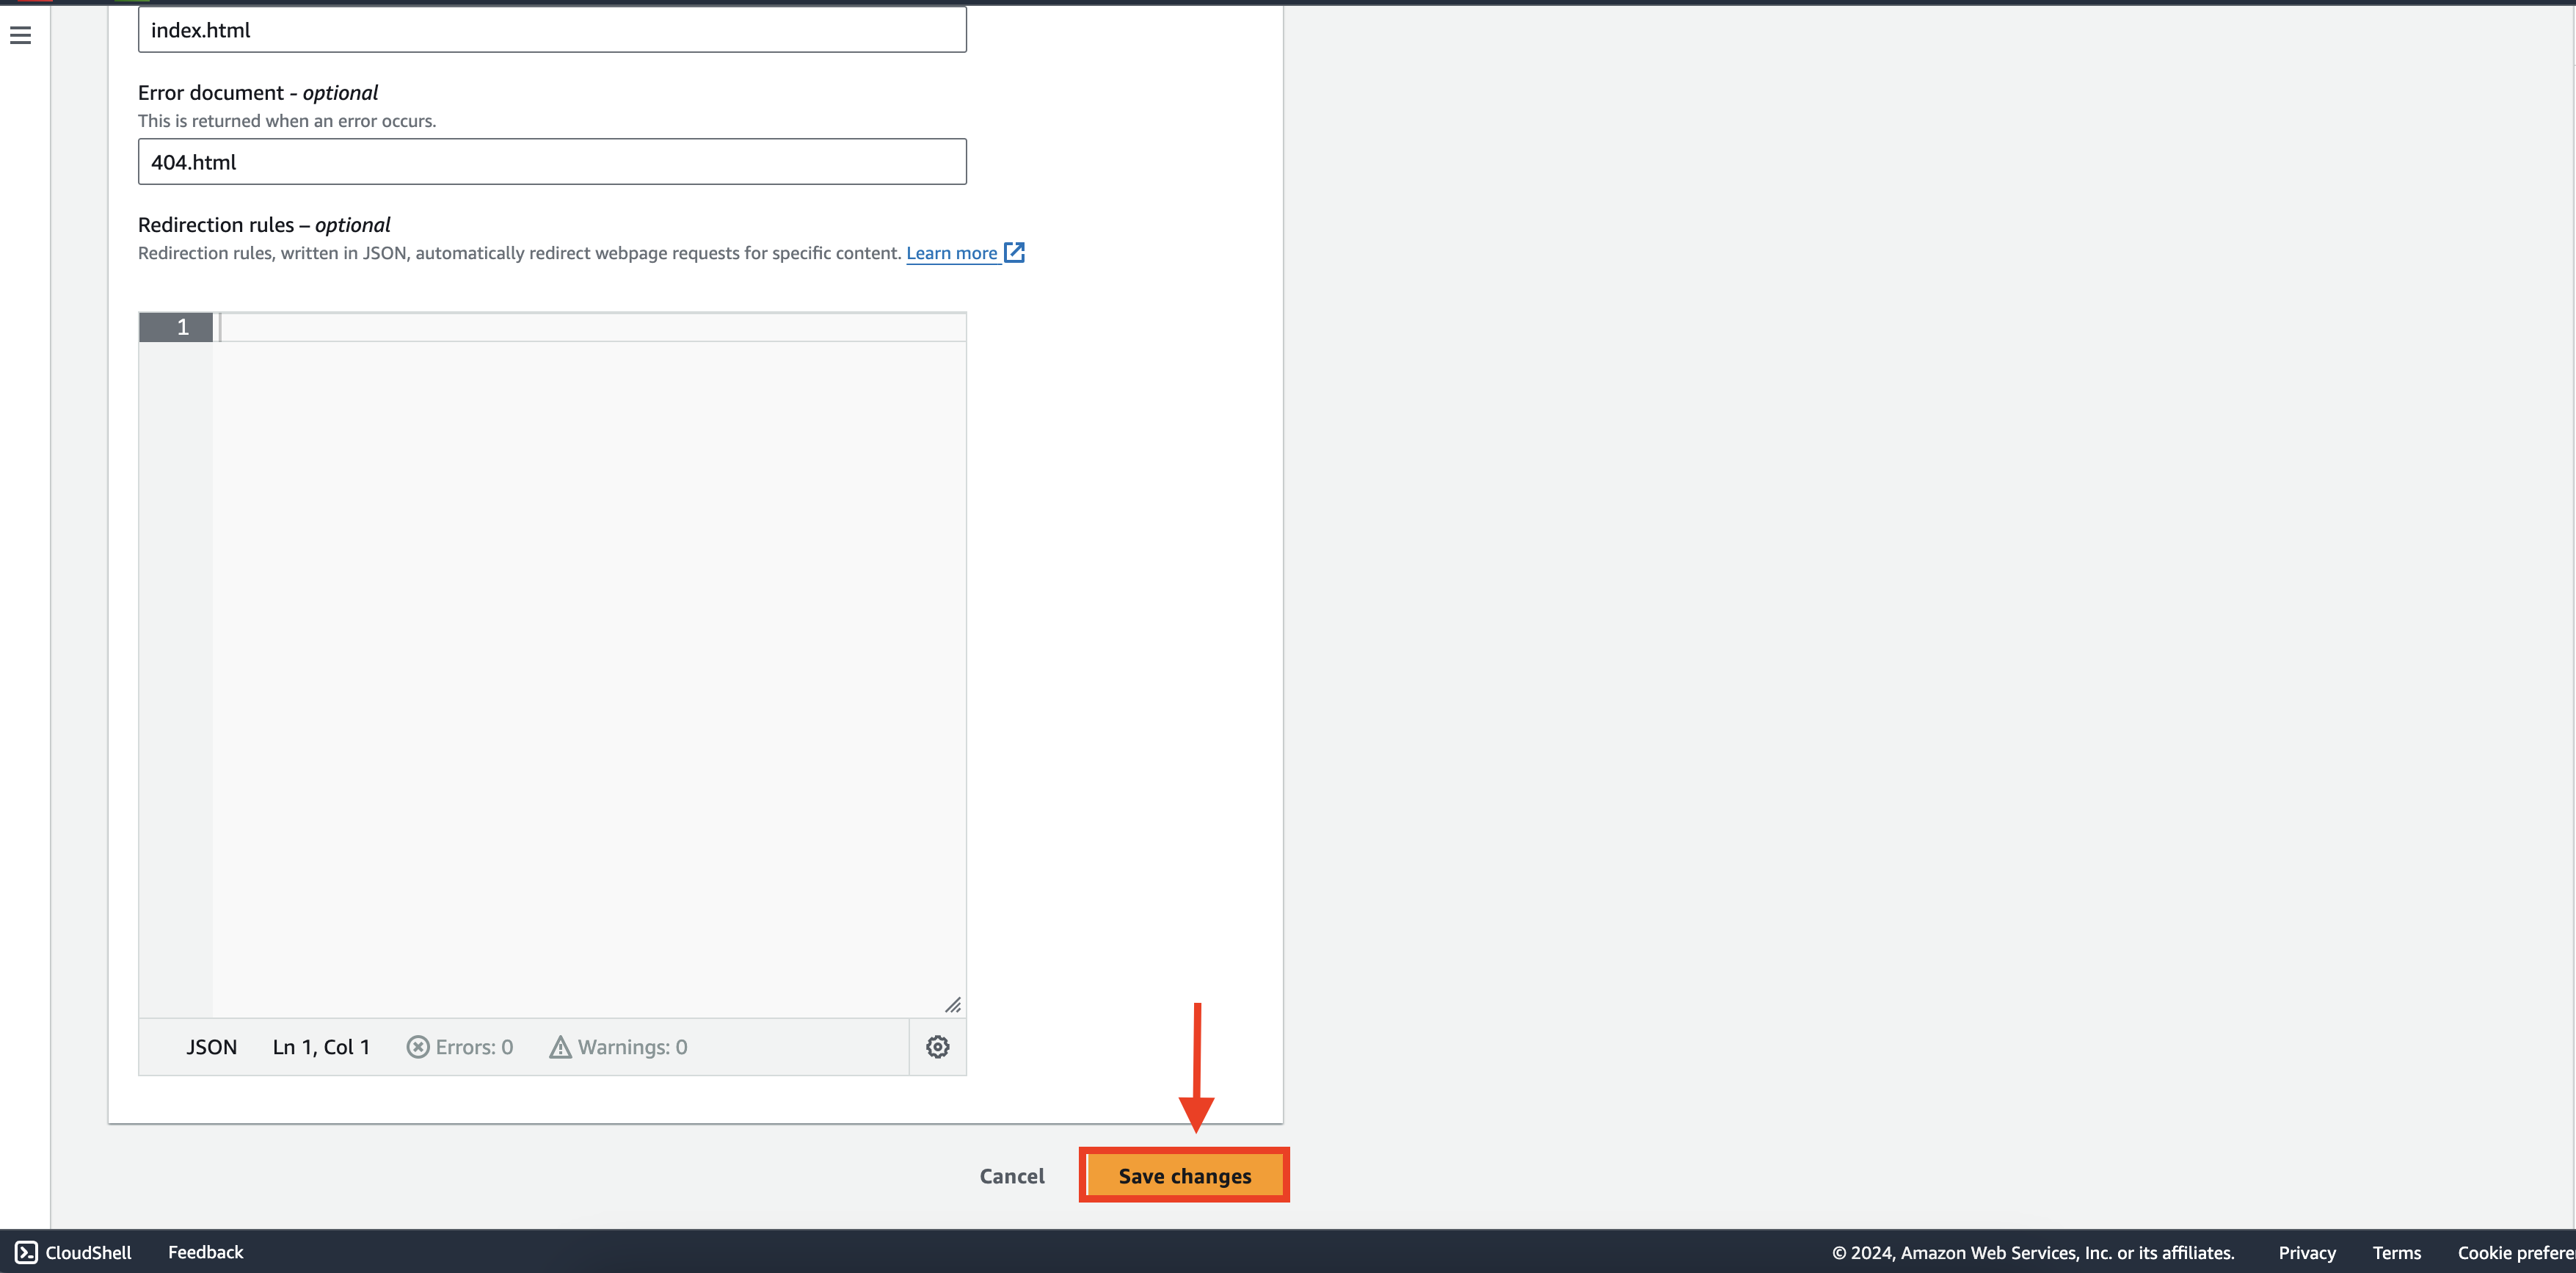 index.html
Error document - optional
This is returned when an error occurs.
404.html
Redirection rules – optional
Redirection rules, written in JSON, automatically redirect webpage requests for specific content. Learn more
1
JSON Ln 1, Col 1 Errors: 0 Warnings: 0
Cancel Save changes
CloudShell Feedback © 2024, Amazon Web Services, Inc. or its affiliates. Privacy Terms Cookie prefere